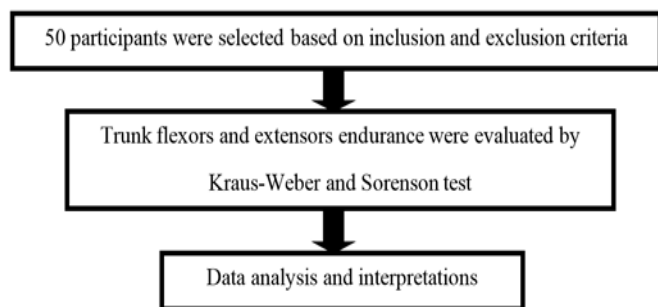 50 participants were selected based on inclusion and exclusion criteria
Trunk flexors and extensors endurance were evaluated by
Kraus-Weber and Sorenson test
Data analysis and interpretations